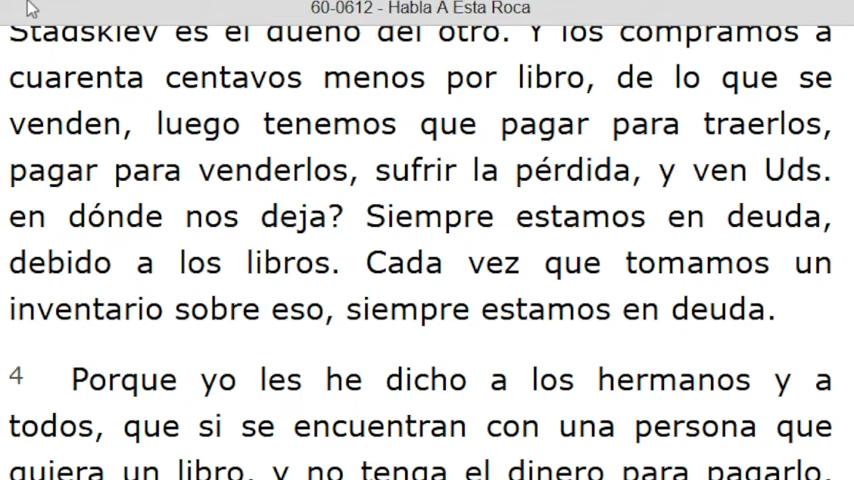 60-0612 - Habla A Esta Roca
Stadsklev es el dueño del otro. Y los compramos a
cuarenta centavos menos por libro, de lo que se
venden, luego tenemos que pagar para traerlos,
pagar para venderlos, sufrir la pérdida, y ven Uds.
en dónde nos deja? Siempre estamos en deuda,
debido a los libros. Cada vez que tomamos un
inventario sobre eso, siempre estamos en deuda.
4 Porque yo les he dicho a los hermanos y a
todos, que si se encuentran con una persona que
quiera un libro, y no tenga el dinero para pagarlo,